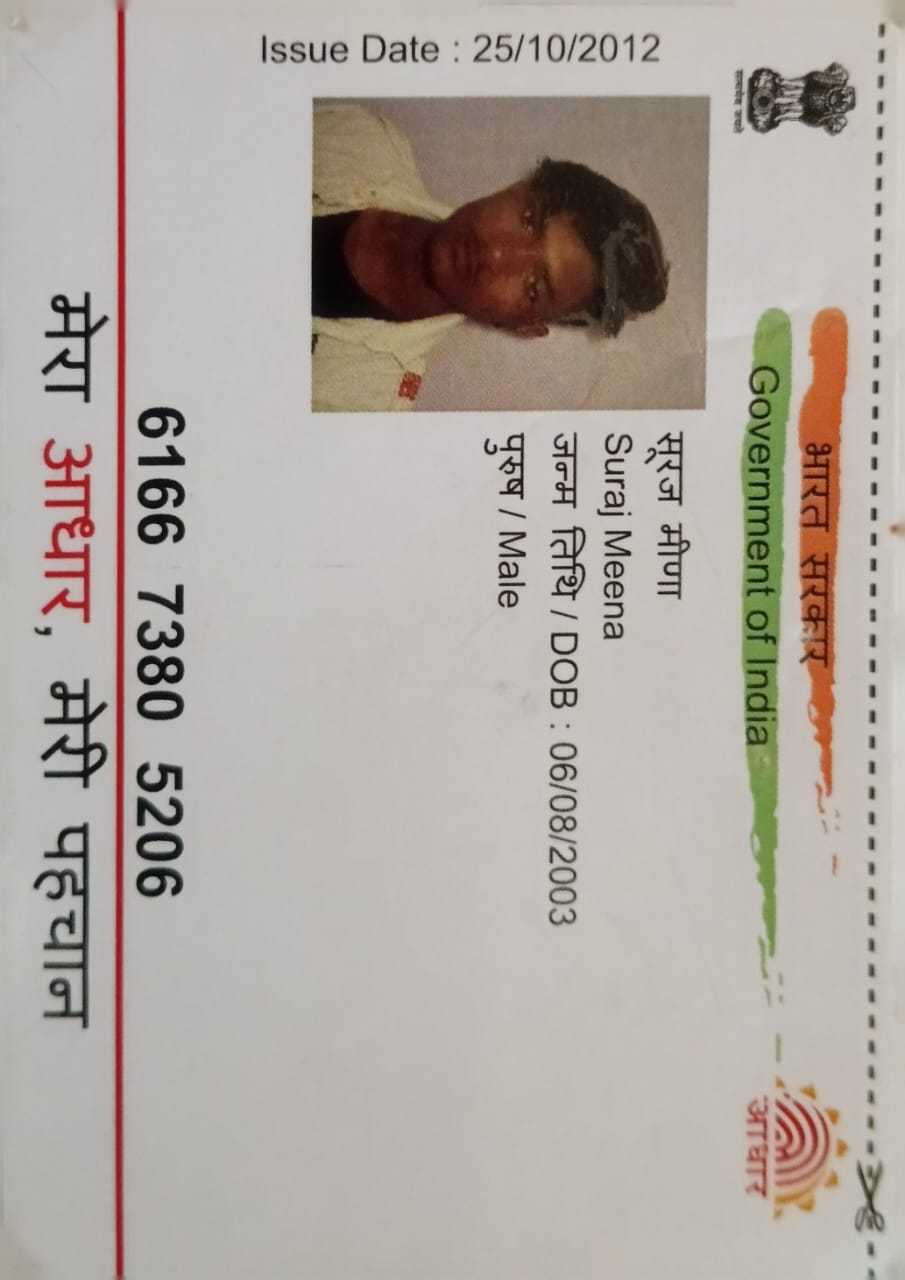 भारत सरकार
Government of India
आधार
Issue Date : 25/10/2012
सूरज मीणा
Suraj Meena
जन्म तिथि / DOB : 06/08/2003
पुरुष / Male
6166 7380 5206
मेरा आधार, मेरी पहचान